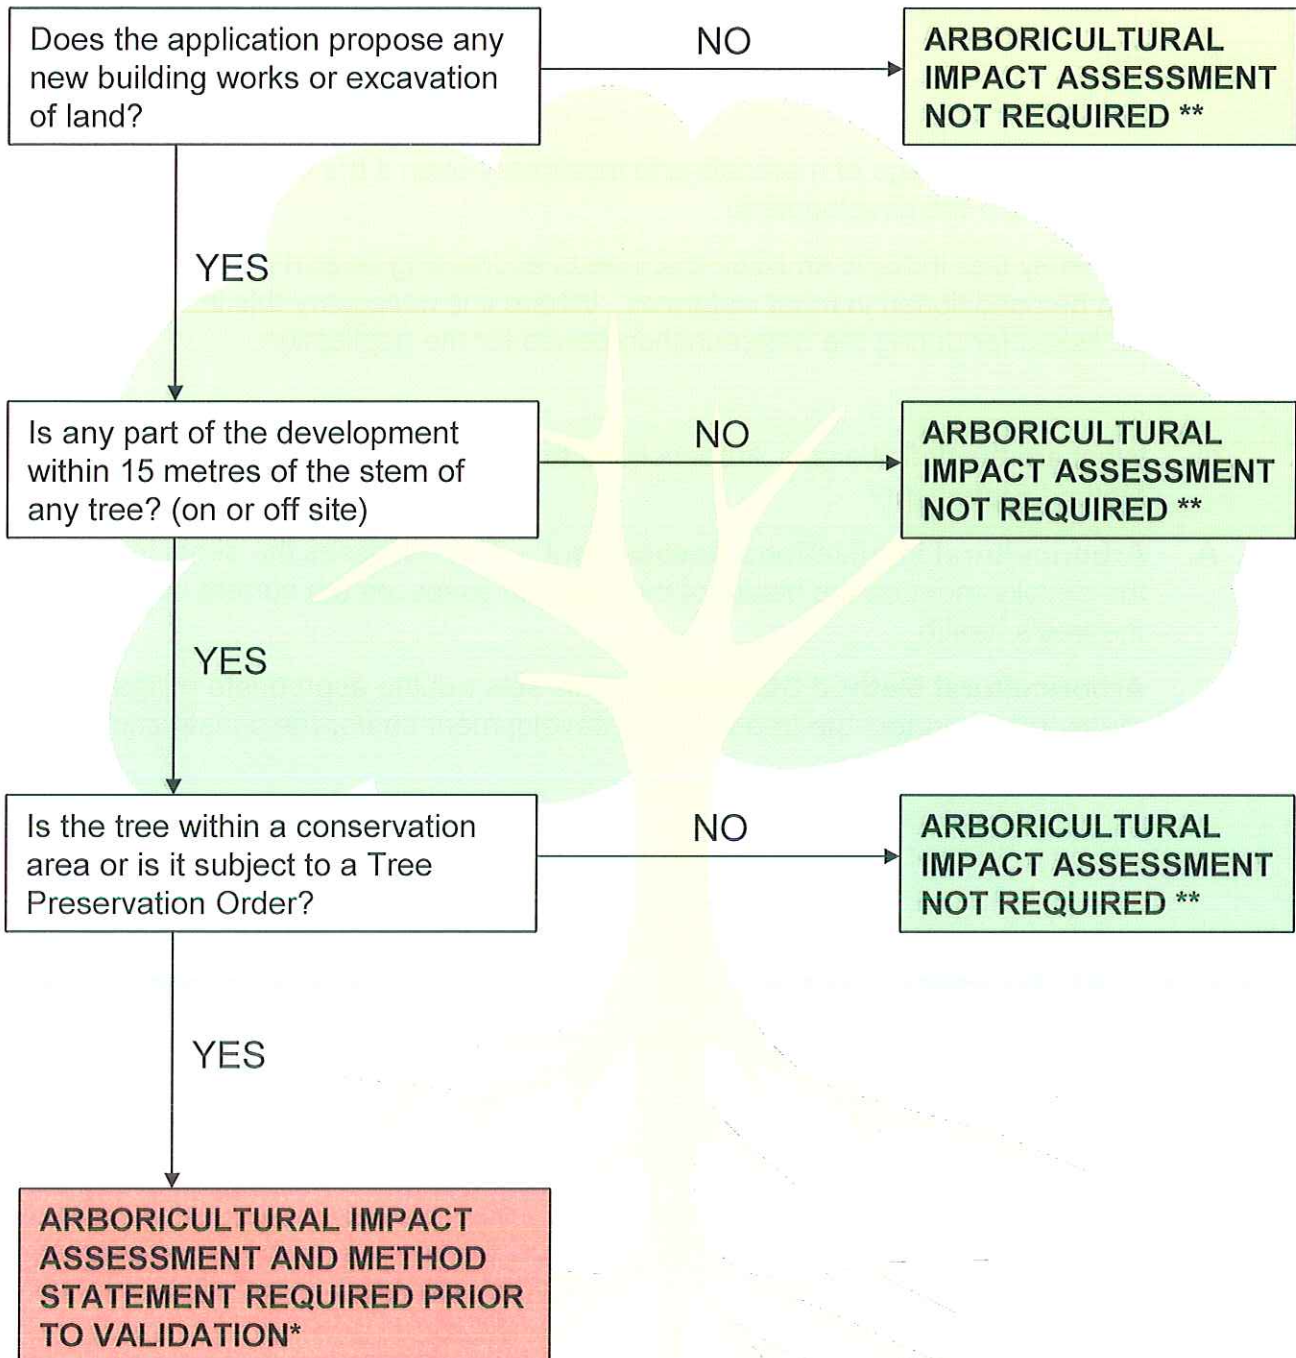 Does the application propose any
new building works or excavation
of land?
NO
ARBORICULTURAL
IMPACT ASSESSMENT
NOT REQUIRED **
YES
Is any part of the development
within 15 metres of the stem of
any tree? (on or off site)
NO
ARBORICULTURAL
IMPACT ASSESSMENT
NOT REQUIRED **
YES
Is the tree within a conservation
area or is it subject to a Tree
Preservation Order?
NO
ARBORICULTURAL
IMPACT ASSESSMENT
NOT REQUIRED **
YES
ARBORICULTURAL IMPACT
ASSESSMENT AND METHOD
STATEMENT REQUIRED PRIOR
TO VALIDATION*